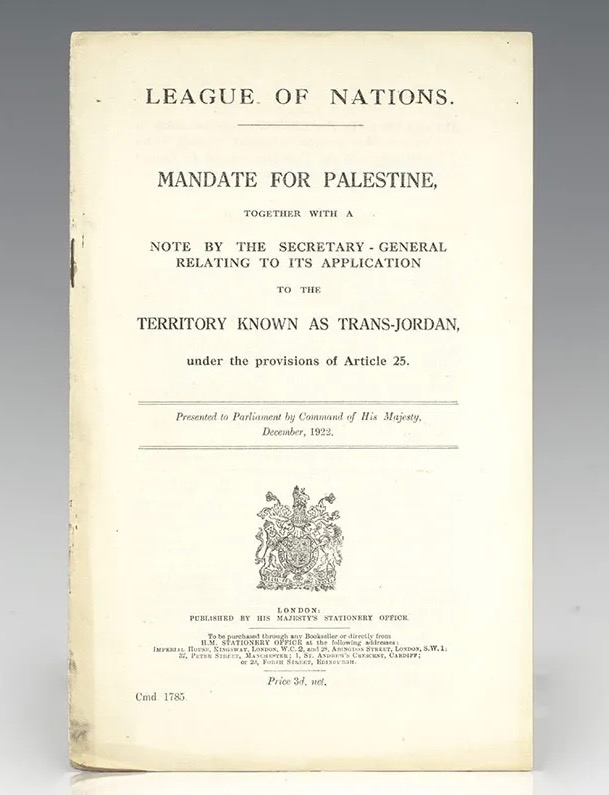 LEAGUE OF NATIONS.
MANDATE FOR PALESTINE,
TOGETHER WITH A
NOTE BY THE SECRETARY - GENERAL
RELATING TO ITS APPLICATION
TO THE
TERRITORY KNOWN AS TRANS-JORDAN,
under the provisions of Article 25.
Presented to Parliament by Command of His Majesty,
December, 1922.
LONDON:
PUBLISHED BY HIS MAJESTY'S STATIONERY OFFICE.
To be purchased through any Bookseller or directly from
H.M. STATIONERY OFFICE at the following addresses:
IMPERIAL HOUSE, KINGSWAY, LONDON, W.C. 2, and 28, ABINGDON STREET, LONDON, S.W. 1;
37, PETER STREET, MANCHESTER; 1, ST. ANDREW'S CRESCENT, CARDIFF;
or 23, FORTH STREET, EDINBURGH.
Price 3d. net.
Cmd 1785